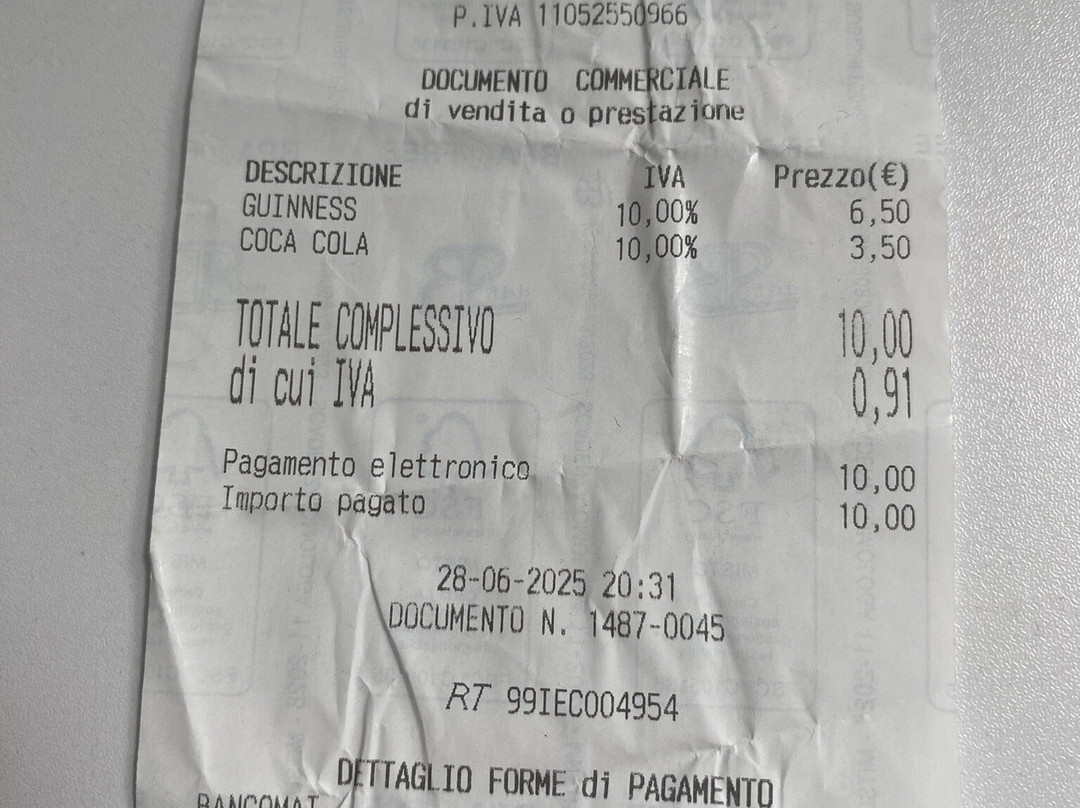 P.IVA 11052550966
DOCUMENTO COMMERCIALE
di vendita o prestazione
DESCRIZIONE IVA Prezzo(€)
GUINNESS 10,00% 6,50
COCA COLA 10,00% 3,50
TOTALE COMPLESSIVO 10,00
di cui IVA 0,91
Pagamento elettronico 10,00
Importo pagato 10,00
28-06-2025 20:31
DOCUMENTO N. 1487-0045
RT 99IEC004954
DETTAGLIO FORME di PAGAMENTO
BANCOMAT